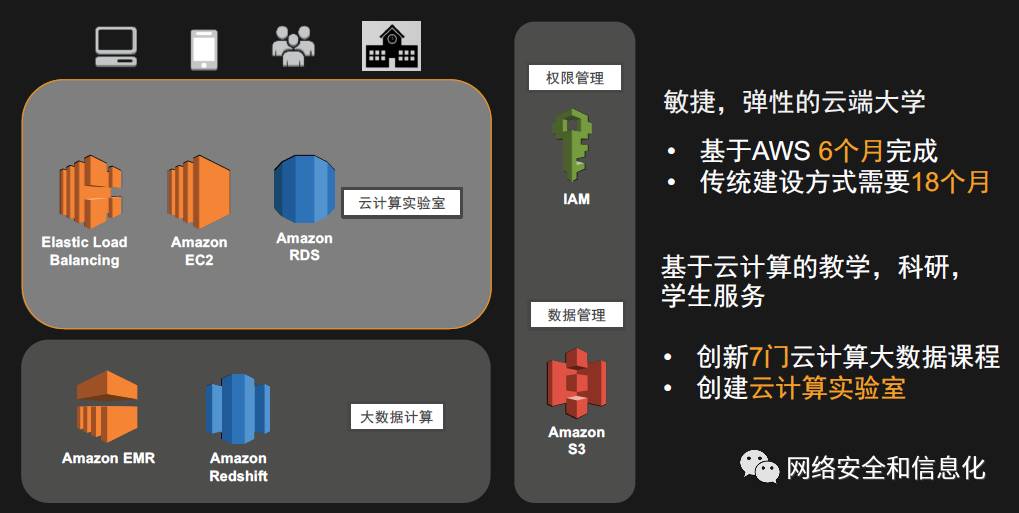 Elastic Load
Balancing
Amazon
EC2
Amazon
RDS
云计算实验室
Amazon EMR
Amazon
Redshift
大数据计算
权限管理
IAM
数据管理
Amazon
S3
敏捷，弹性的云端大学
• 基于AWS 6个月完成
• 传统建设方式需要18个月
基于云计算的教学，科研，
学生服务
• 创新7门云计算大数据课程
• 创建云计算实验室
网络安全和信息化